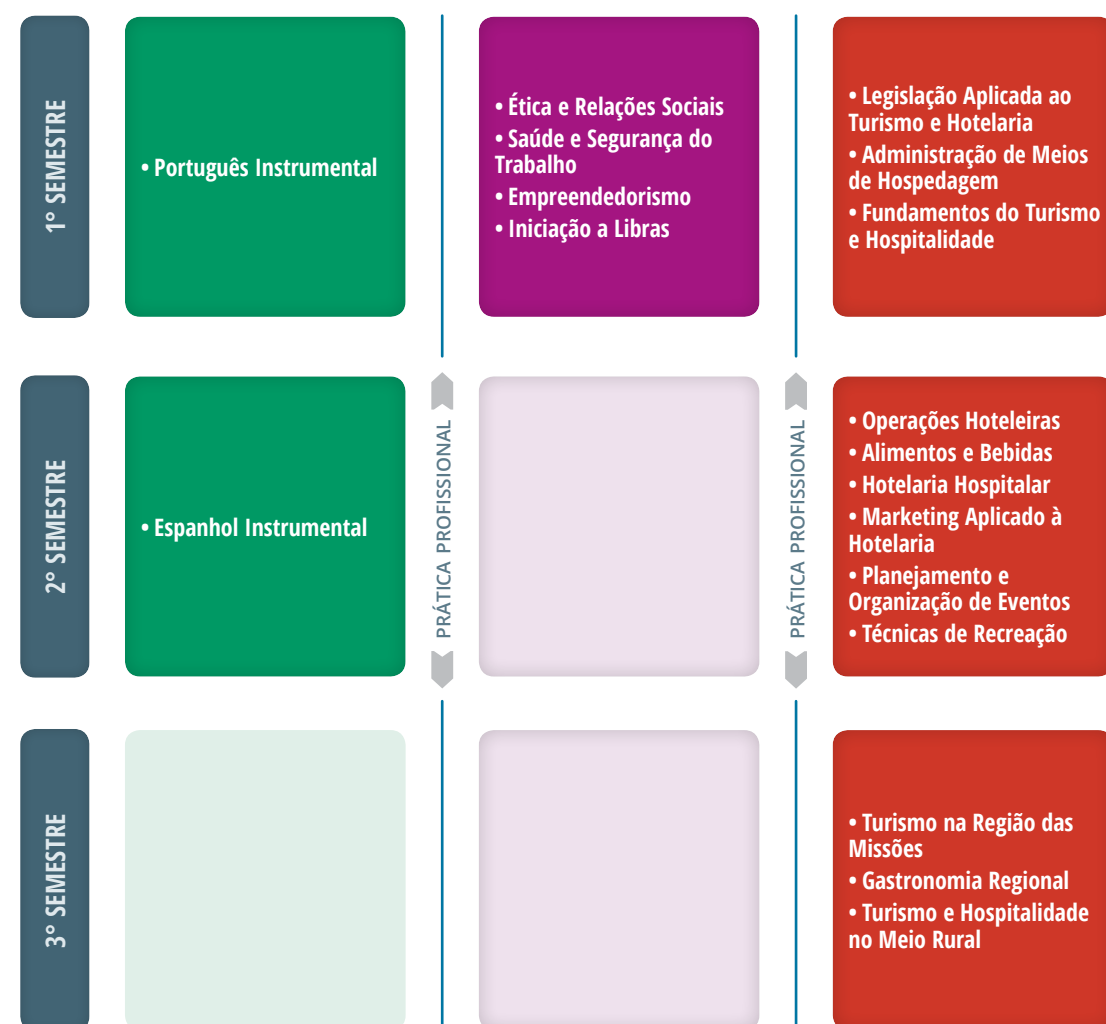 1° SEMESTRE
• Português Instrumental
• Ética e Relações Sociais
• Saúde e Segurança do
Trabalho
• Empreendedorismo
• Iniciação a Libras
• Legislação Aplicada ao
Turismo e Hotelaria
• Administração de Meios
de Hospedagem
• Fundamentos do Turismo
e Hospitalidade
2° SEMESTRE
• Espanhol Instrumental
PRÁTICA PROFISSIONAL
PRÁTICA PROFISSIONAL
• Operações Hoteleiras
• Alimentos e Bebidas
• Hotelaria Hospitalar
• Marketing Aplicado à
Hotelaria
• Planejamento e
Organização de Eventos
• Técnicas de Recreação
3° SEMESTRE
• Turismo na Região das
Missões
• Gastronomia Regional
• Turismo e Hospitalidade
no Meio Rural